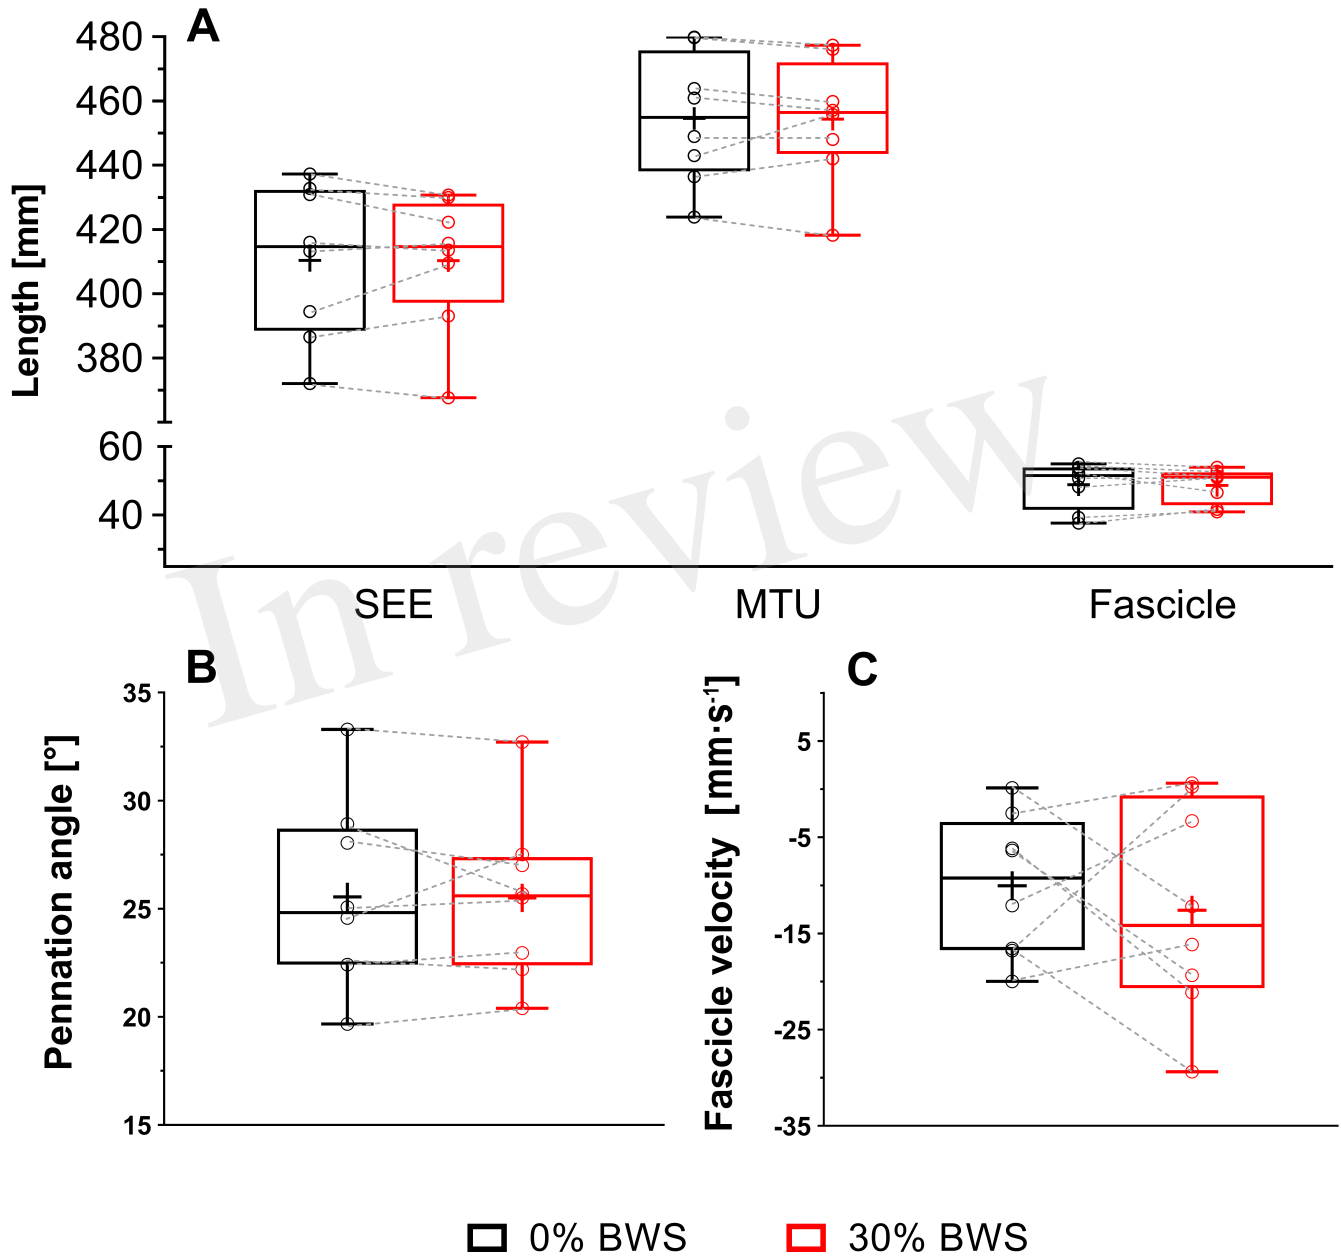 A
480
460
440
420
400
380
60
40
Length [mm]
SEE MTU Fascicle
In review
B
35
30
25
20
15
Pennation angle [°]
C
5
-5
-15
-25
-35
Fascicle velocity [mm·s⁻¹]
0% BWS 30% BWS